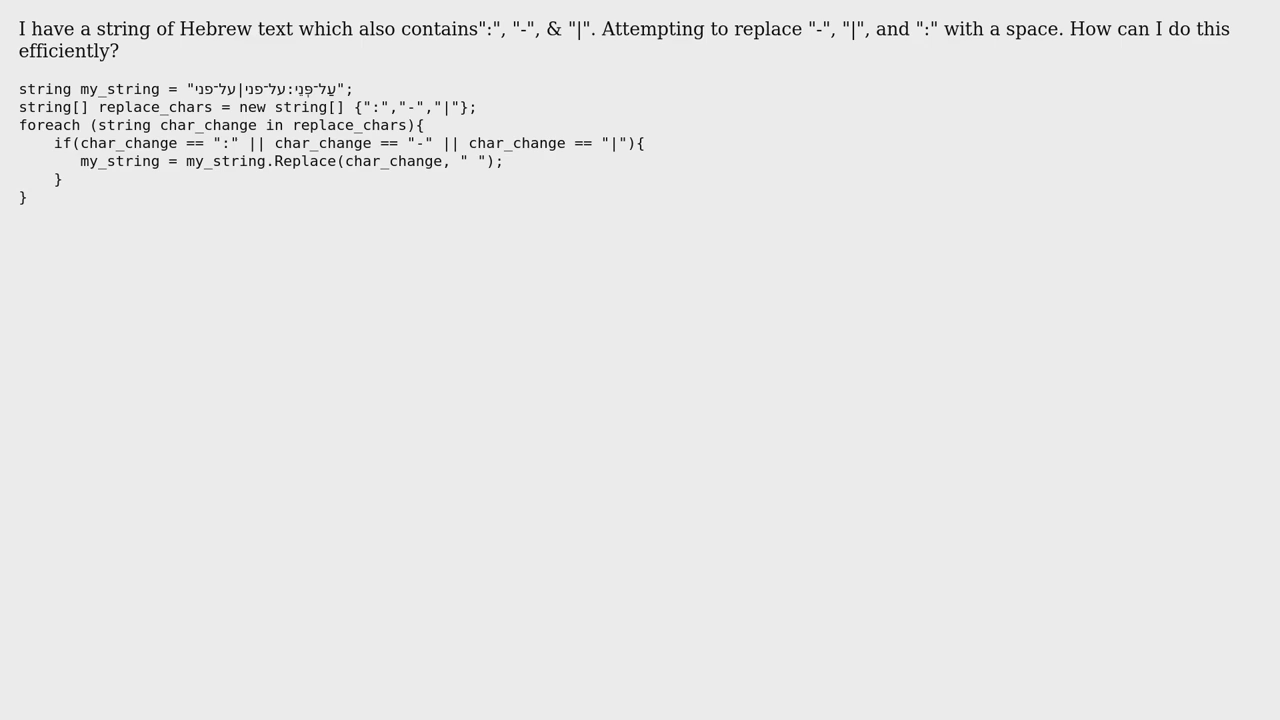 I have a string of Hebrew text which also contains":", "-", & "|". Attempting to replace "-", "|", and ":" with a space. How can I do this
efficiently?
string my_string = "עַל־פְּנֵי:על־פני|על־פני";
string[] replace_chars = new string[] {":","-","|"};
foreach (string char_change in replace_chars){
    if(char_change == ":" || char_change == "-" || char_change == "|"){
       my_string = my_string.Replace(char_change, " ");
    }
}